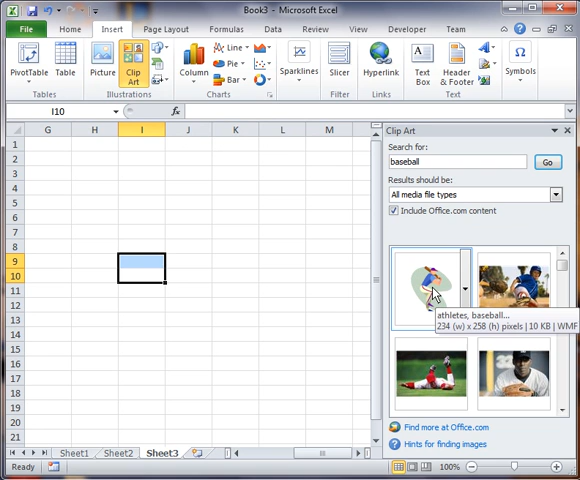 Book3 - Microsoft Excel
File Home Insert Page Layout Formulas Data Review View Developer
PivotTable Table Picture Clip Art Column Line Pie Bar Sparklines Slicer Hyperlink Text Box Header & Footer Symbols
Tables Illustrations Charts Filter Links Text
I10 fx
G H I J K L M
1
2
3
4
5
6
7
8
9
10
11
12
13
14
15
16
17
18
19
20
21
Clip Art
Search for:
baseball Go
Results should be:
All media file types
Include Office.com content
athletes, baseball...
234 (w) x 258 (h) pixels | 10 KB | WMF
Find more at Office.com
Hints for finding images
Sheet1 Sheet2 Sheet3
Ready 100%